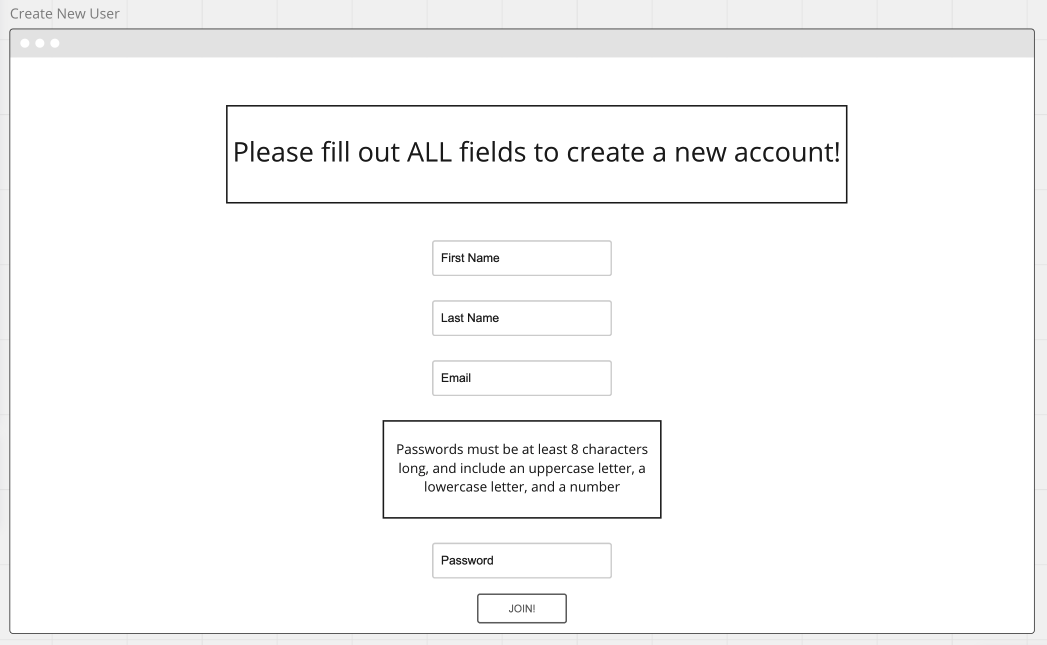 Create New User
Please fill out ALL fields to create a new account!
First Name
Last Name
Email
Passwords must be at least 8 characters
long, and include an uppercase letter, a
lowercase letter, and a number
Password
JOIN!